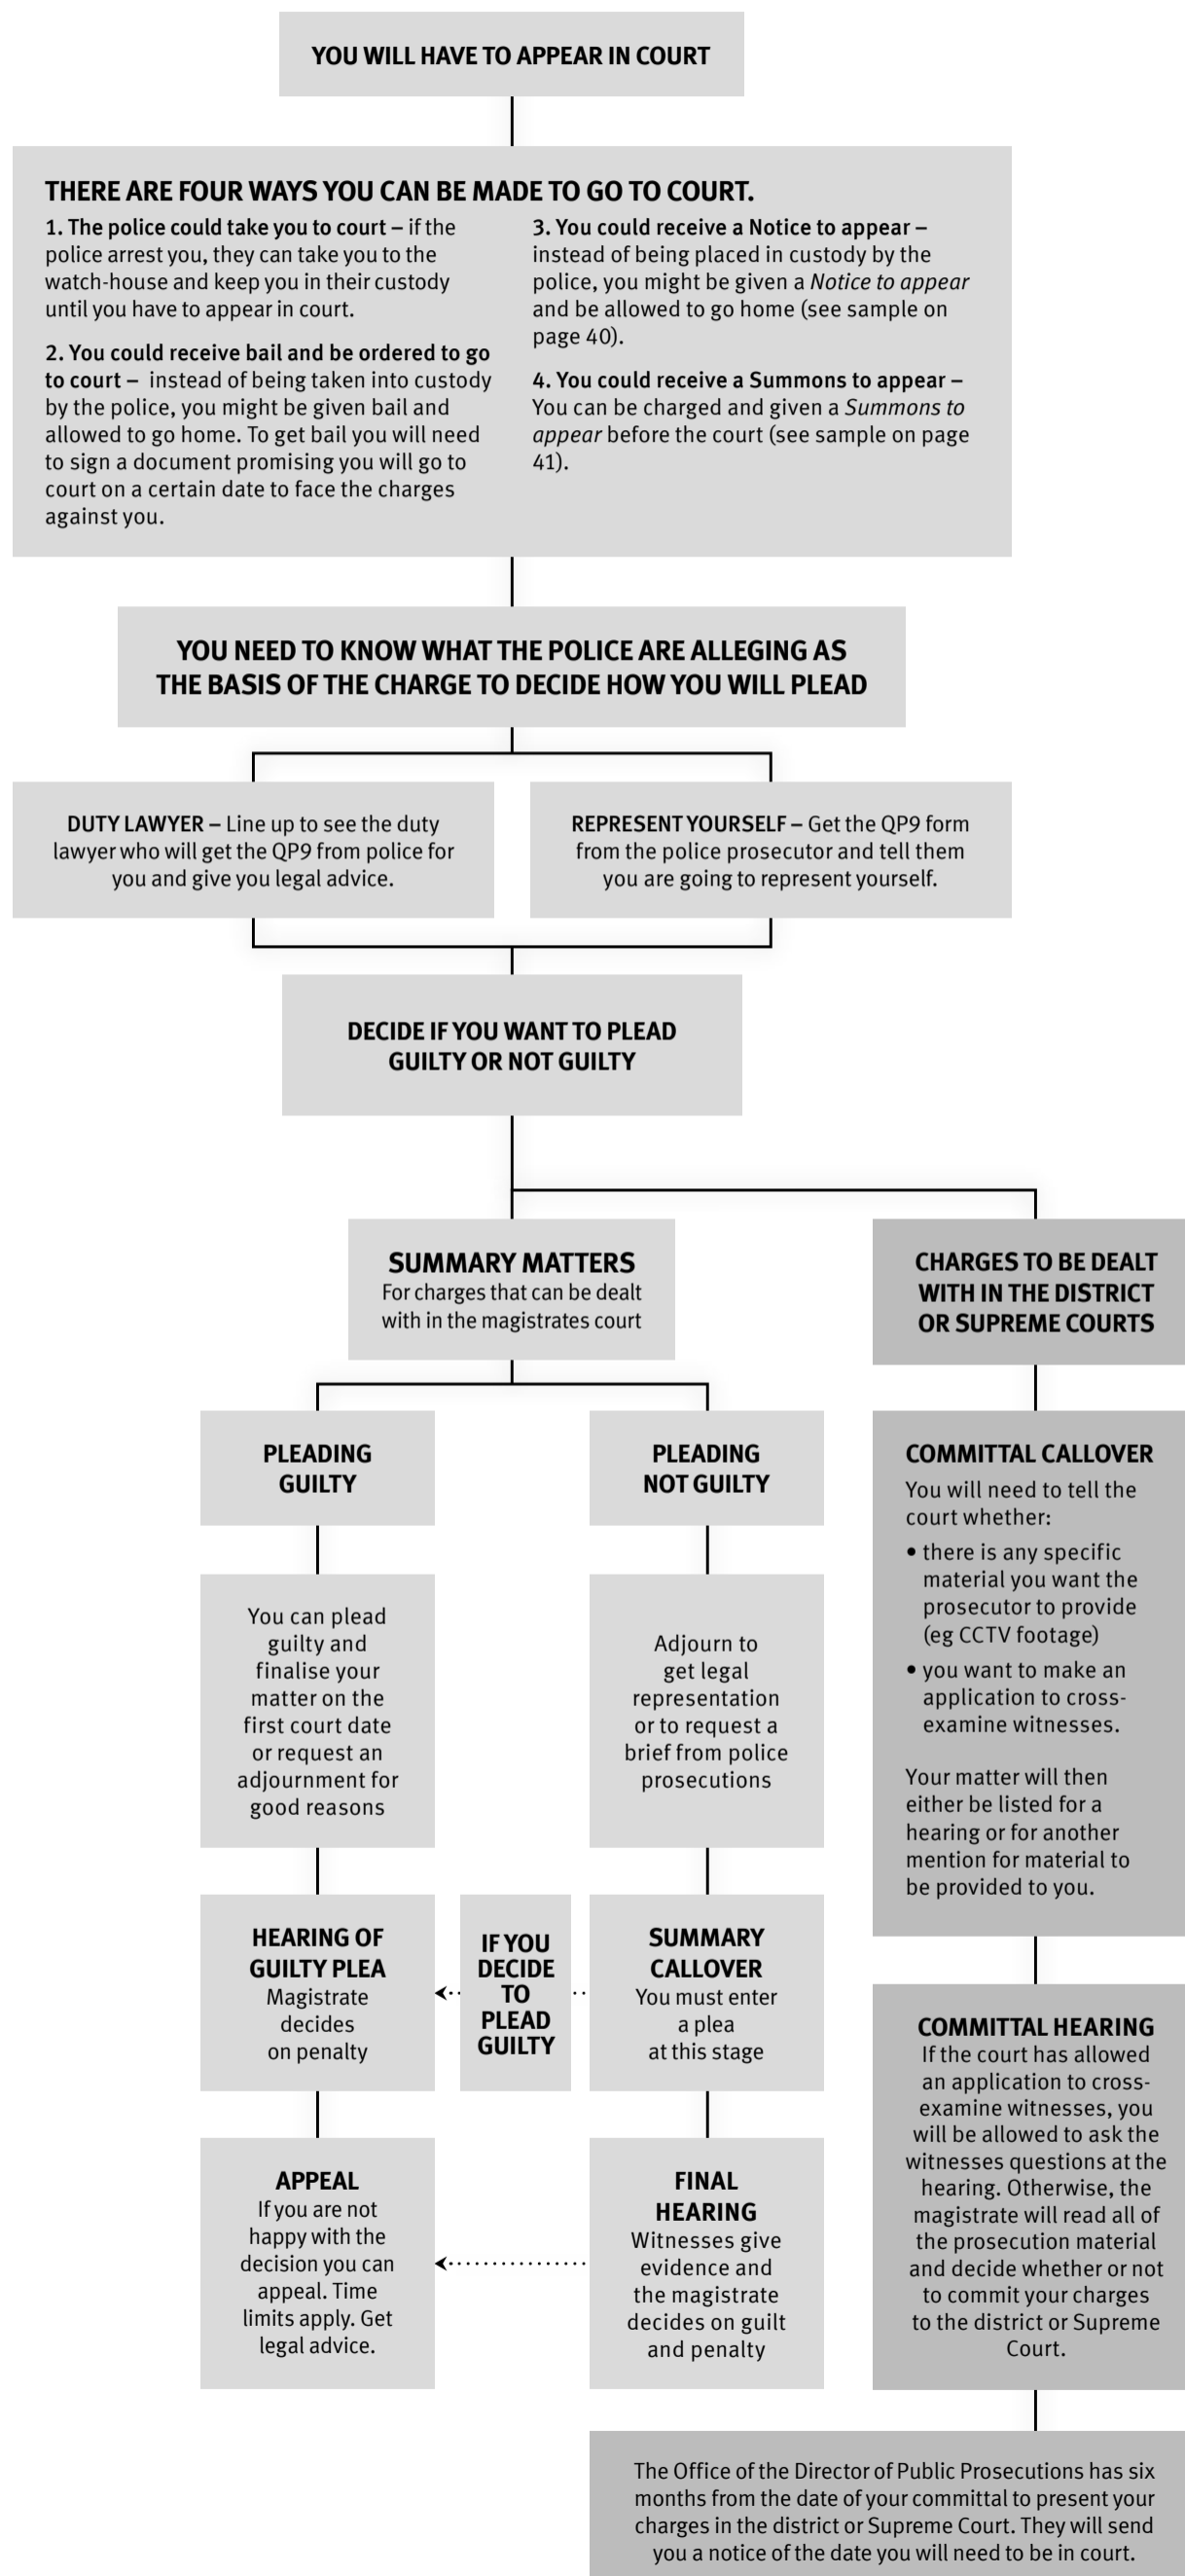 YOU WILL HAVE TO APPEAR IN COURT
THERE ARE FOUR WAYS YOU CAN BE MADE TO GO TO COURT.
1. The police could take you to court – if the
police arrest you, they can take you to the
watch-house and keep you in their custody
until you have to appear in court.
2. You could receive bail and be ordered to go
to court – instead of being taken into custody
by the police, you might be given bail and
allowed to go home. To get bail you will need
to sign a document promising you will go to
court on a certain date to face the charges
against you.
3. You could receive a Notice to appear –
instead of being placed in custody by the
police, you might be given a Notice to appear
and be allowed to go home (see sample on
page 40).
4. You could receive a Summons to appear –
You can be charged and given a Summons to
appear before the court (see sample on page
41).
YOU NEED TO KNOW WHAT THE POLICE ARE ALLEGING AS
THE BASIS OF THE CHARGE TO DECIDE HOW YOU WILL PLEAD
DUTY LAWYER – Line up to see the duty
lawyer who will get the QP9 from police for
you and give you legal advice.
REPRESENT YOURSELF – Get the QP9 form
from the police prosecutor and tell them
you are going to represent yourself.
DECIDE IF YOU WANT TO PLEAD
GUILTY OR NOT GUILTY
SUMMARY MATTERS
For charges that can be dealt
with in the magistrates court
CHARGES TO BE DEALT
WITH IN THE DISTRICT
OR SUPREME COURTS
PLEADING
GUILTY
PLEADING
NOT GUILTY
You can plead
guilty and
finalise your
matter on the
first court date
or request an
adjournment for
good reasons
Adjourn to
get legal
representation
or to request a
brief from police
prosecutions
COMMITTAL CALLOVER
You will need to tell the
court whether:
• there is any specific
material you want the
prosecutor to provide
(eg CCTV footage)
• you want to make an
application to cross-
examine witnesses.
Your matter will then
either be listed for a
hearing or for another
mention for material to
be provided to you.
HEARING OF
GUILTY PLEA
Magistrate
decides
on penalty
IF YOU
DECIDE
TO
PLEAD
GUILTY
SUMMARY
CALLOVER
You must enter
a plea
at this stage
APPEAL
If you are not
happy with the
decision you can
appeal. Time
limits apply. Get
legal advice.
FINAL
HEARING
Witnesses give
evidence and
the magistrate
decides on guilt
and penalty
COMMITTAL HEARING
If the court has allowed
an application to cross-
examine witnesses, you
will be allowed to ask the
witnesses questions at the
hearing. Otherwise, the
magistrate will read all of
the prosecution material
and decide whether or not
to commit your charges
to the district or Supreme
Court.
The Office of the Director of Public Prosecutions has six
months from the date of your committal to present your
charges in the district or Supreme Court. They will send
you a notice of the date you will need to be in court.